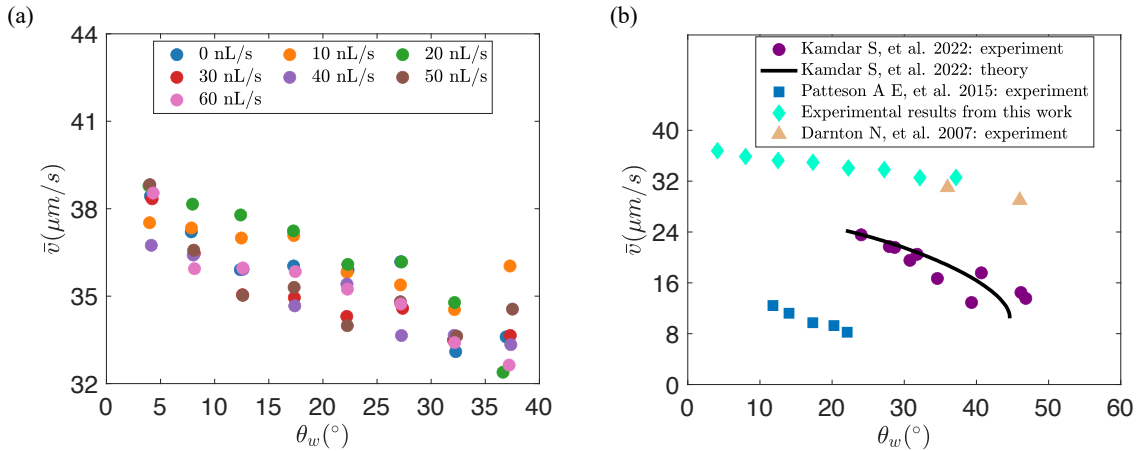 (a)
44
41
38
35
32
v̄(μm/s)
0 nL/s 10 nL/s 20 nL/s
30 nL/s 40 nL/s 50 nL/s
60 nL/s
0 5 10 15 20 25 30 35 40
θw(°)
(b)
40
32
24
16
8
0
v̄(μm/s)
Kamdar S, et al. 2022: experiment
Kamdar S, et al. 2022: theory
Patteson A E, et al. 2015: experiment
Experimental results from this work
Darnton N, et al. 2007: experiment
0 10 20 30 40 50 60
θw(°)